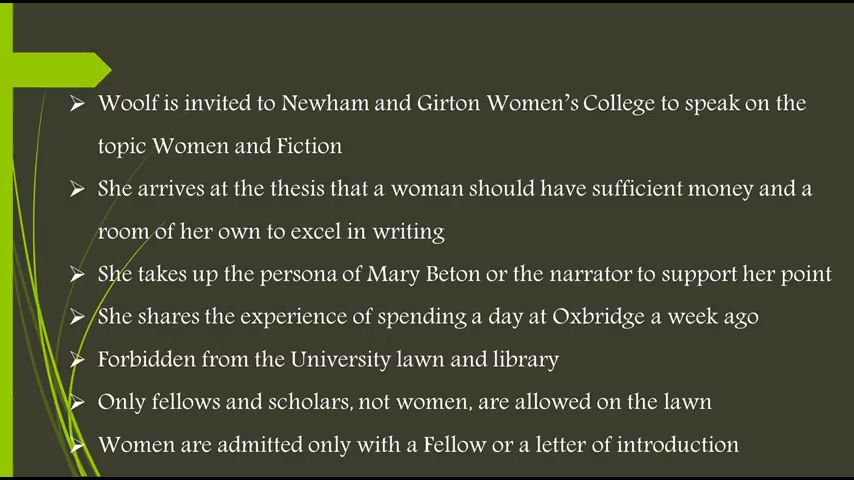 ➢ Woolf is invited to Newham and Girton Women's College to speak on the
topic Women and Fiction
➢ She arrives at the thesis that a woman should have sufficient money and a
room of her own to excel in writing
➢ She takes up the persona of Mary Beton or the narrator to support her point
➢ She shares the experience of spending a day at Oxbridge a week ago
➢ Forbidden from the University lawn and library
➢ Only fellows and scholars, not women, are allowed on the lawn
➢ Women are admitted only with a Fellow or a letter of introduction